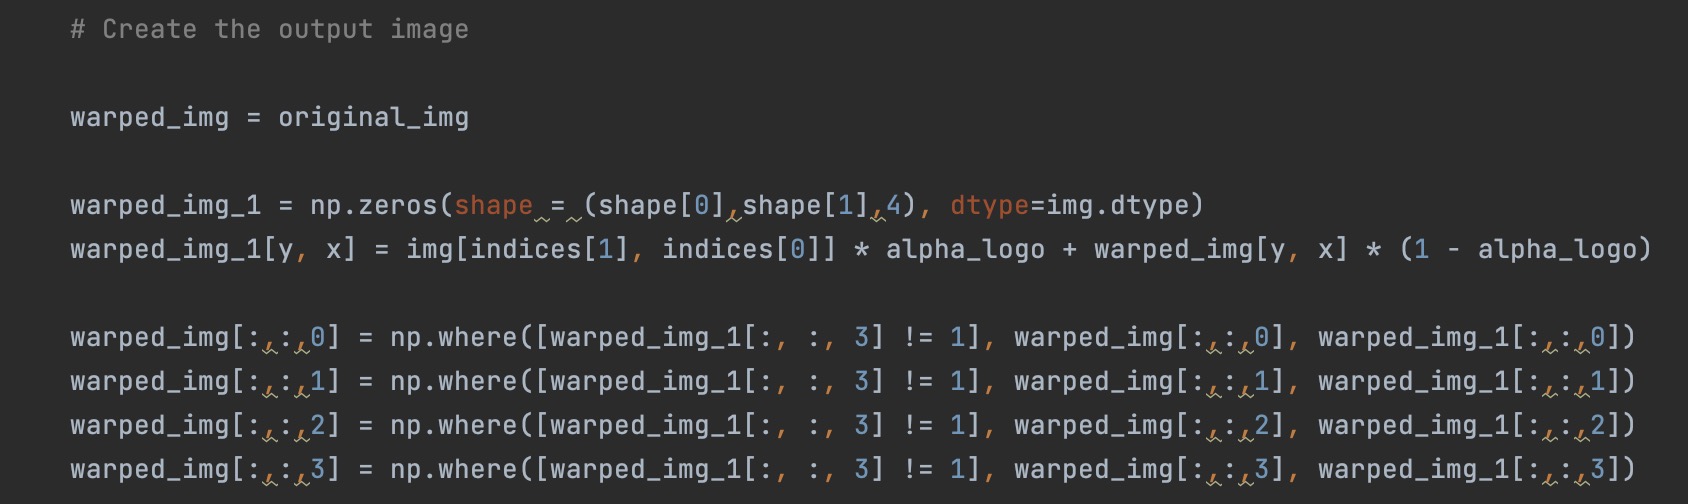 # Create the output image
warped_img = original_img
warped_img_1 = np.zeros(shape = (shape[0],shape[1],4), dtype=img.dtype)
warped_img_1[y, x] = img[indices[1], indices[0]] * alpha_logo + warped_img[y, x] * (1 - alpha_logo)
warped_img[:,:,0] = np.where([warped_img_1[:, :, 3] != 1], warped_img[:,:,0], warped_img_1[:,:,0])
warped_img[:,:,1] = np.where([warped_img_1[:, :, 3] != 1], warped_img[:,:,1], warped_img_1[:,:,1])
warped_img[:,:,2] = np.where([warped_img_1[:, :, 3] != 1], warped_img[:,:,2], warped_img_1[:,:,2])
warped_img[:,:,3] = np.where([warped_img_1[:, :, 3] != 1], warped_img[:,:,3], warped_img_1[:,:,3])